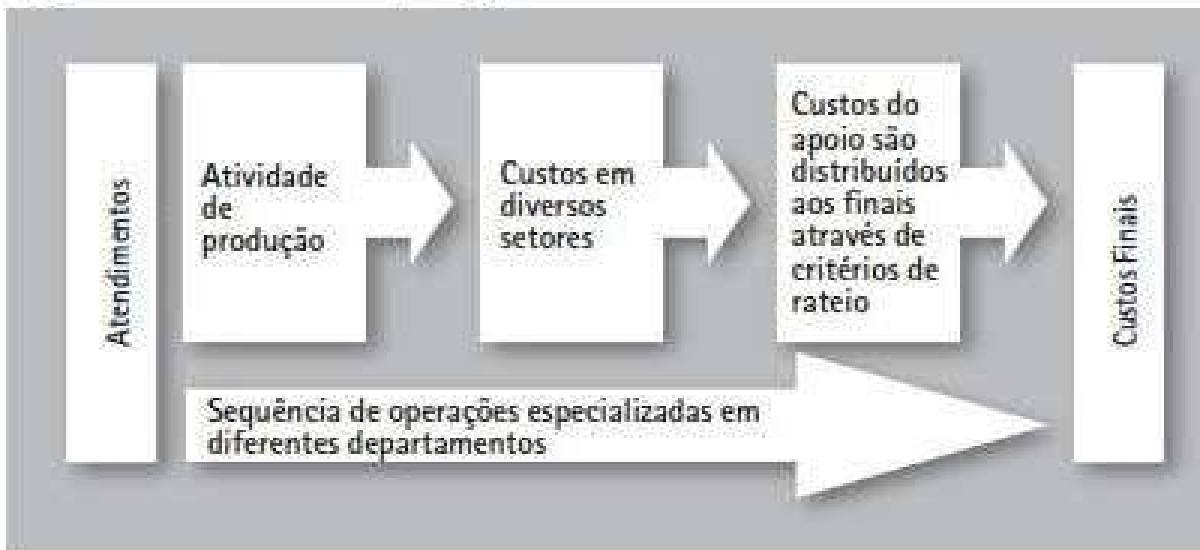 Atendimentos
Atividade
de
produção
Custos em
diversos
setores
Custos do
apoio são
distribuídos
aos finais
através de
critérios de
rateio
Custos Finais
Sequência de operações especializadas em
diferentes departamentos